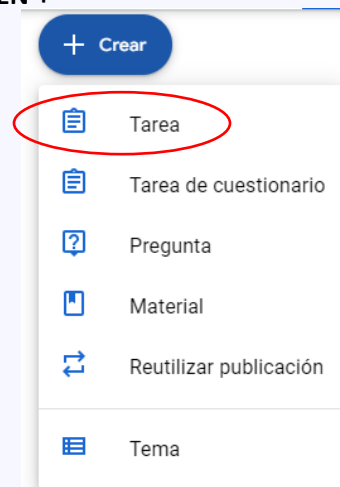 + Crear
Tarea
Tarea de cuestionario
Pregunta
Material
Reutilizar publicación
Tema